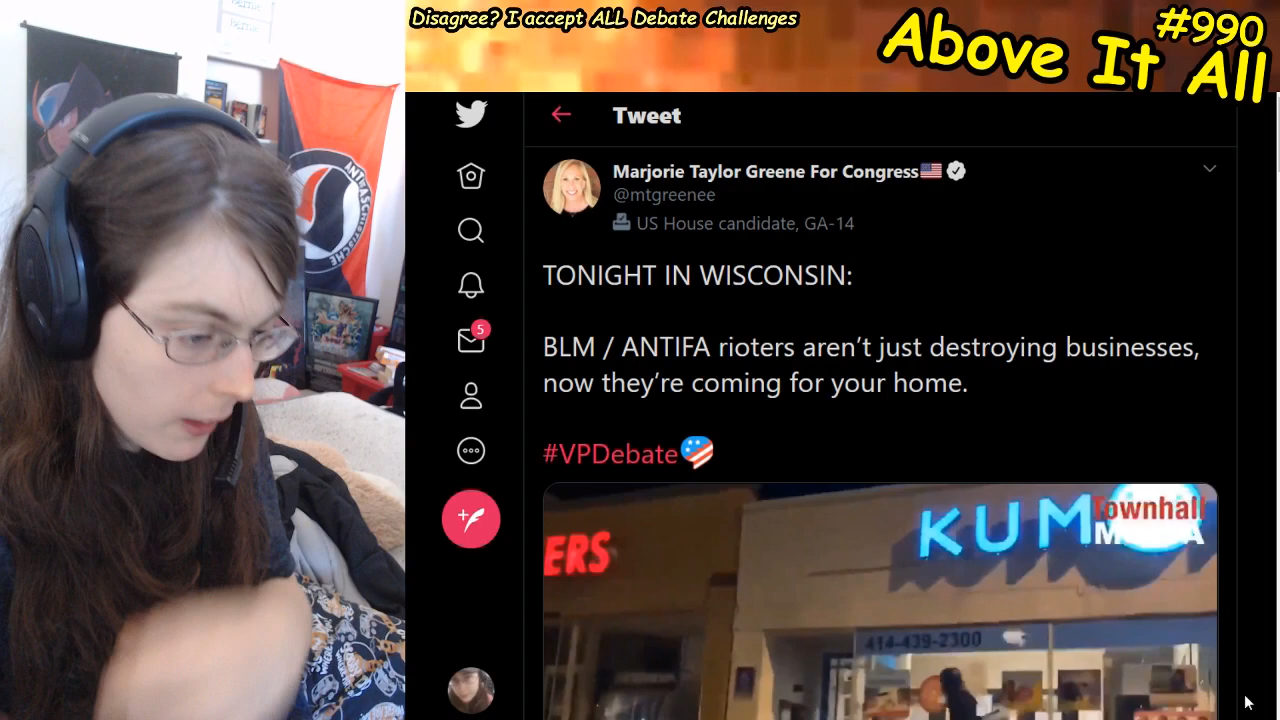 Disagree? I accept ALL Debate Challenges
#990
Above It All
Tweet
Marjorie Taylor Greene For Congress
@mtgreenee
US House candidate, GA-14
TONIGHT IN WISCONSIN:
BLM / ANTIFA rioters aren't just destroying businesses,
now they're coming for your home.
#VPDebate
5
ERS
KUM
Townhall
414-439-2300